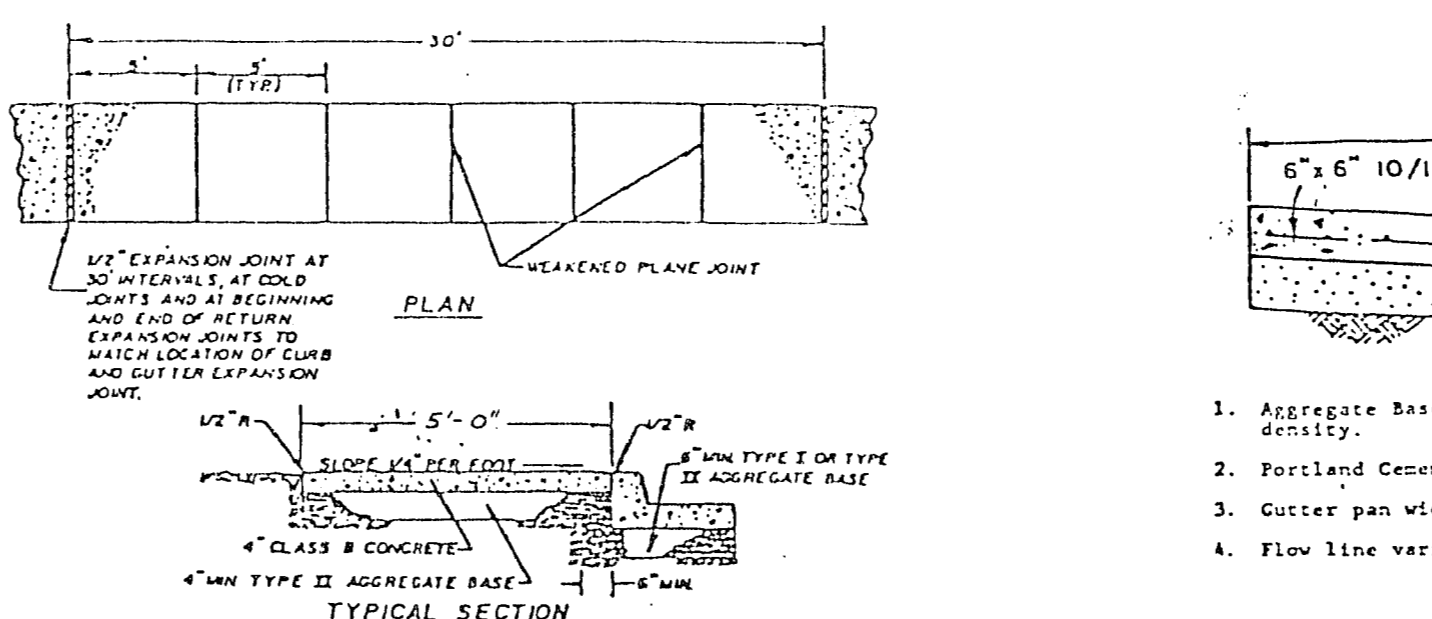 30'
5'
5'
(TYP.)
1/2" EXPANSION JOINT AT
30' INTERVALS, AT COLD
JOINTS AND AT BEGINNING
AND END OF RETURN
EXPANSION JOINTS TO
MATCH LOCATION OF CURB
AND GUTTER EXPANSION
JOINT.
WEAKENED PLANE JOINT
PLAN
1/2" R
5'-0"
1/2" R
SLOPE 1/4" PER FOOT
6" MIN TYPE I OR TYPE
II AGGREGATE BASE
4" CLASS B CONCRETE
4" MIN TYPE II AGGREGATE BASE
6" MIN.
TYPICAL SECTION
6" x 6" 10/1
1. Aggregate Bas
density.
2. Portland Cemen
3. Gutter pan wi
4. Flow line var